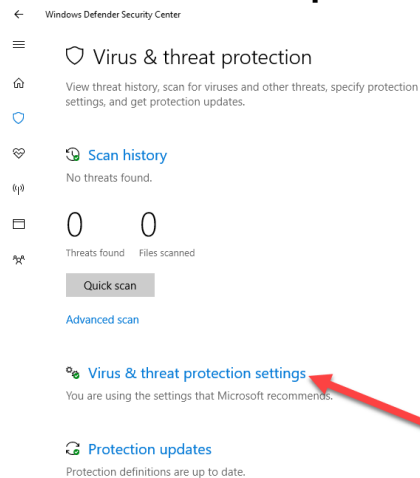 Windows Defender Security Center
Virus & threat protection
View threat history, scan for viruses and other threats, specify protection
settings, and get protection updates.
Scan history
No threats found.
0 0
Threats found Files scanned
Quick scan
Advanced scan
Virus & threat protection settings
You are using the settings that Microsoft recommends.
Protection updates
Protection definitions are up to date.